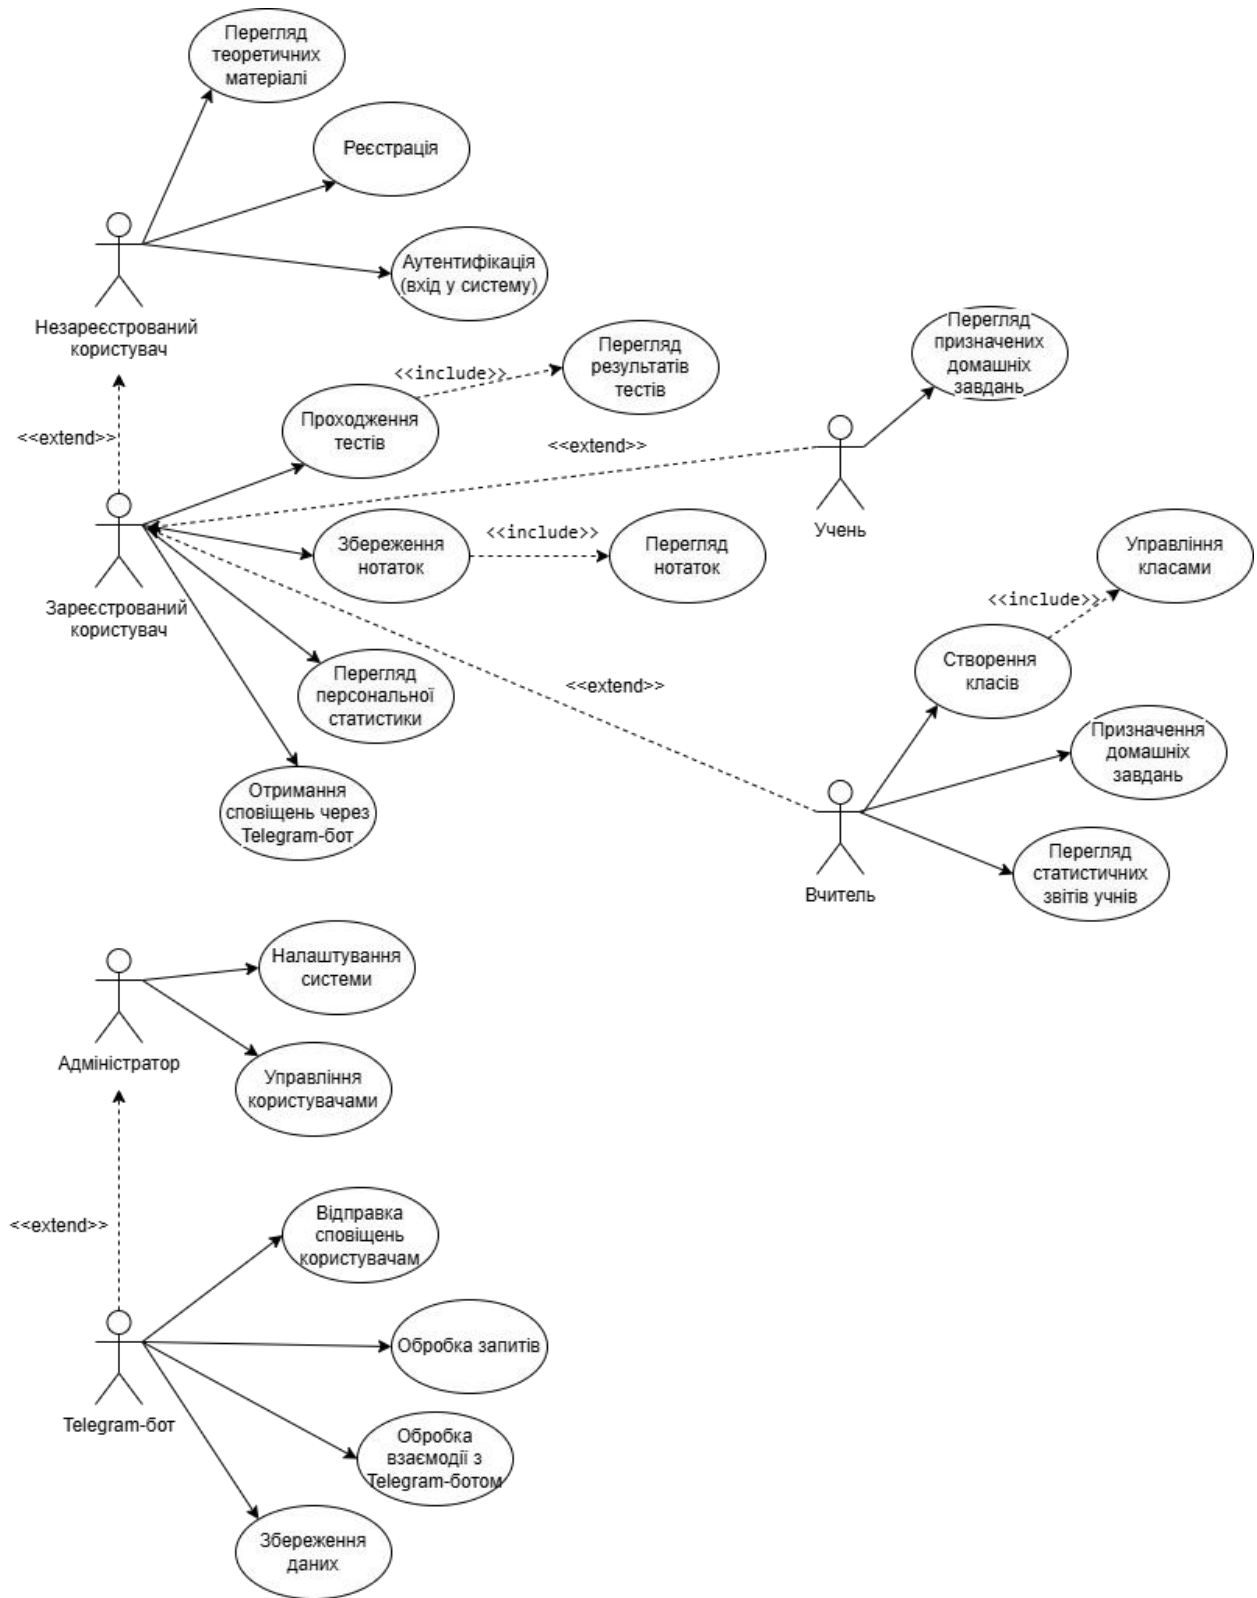 Перегляд
теоретичних
матеріалі
Реєстрація
Аутентифікація
(вхід у систему)
Незареєстрований
користувач
<<extend>>
Проходження
тестів
<<include>>
Перегляд
результатів
тестів
Перегляд
призначених
домашніх
завдань
<<extend>>
Учень
Зареєстрований
користувач
Збереження
нотаток
<<include>>
Перегляд
нотаток
Управління
класами
<<include>>
Створення
класів
Перегляд
персональної
статистики
<<extend>>
Призначення
домашніх
завдань
Отримання
сповіщень через
Telegram-бот
Вчитель
Перегляд
статистичних
звітів учнів
Налаштування
системи
Адміністратор
Управління
користувачами
<<extend>>
Відправка
сповіщень
користувачам
Обробка запитів
Telegram-бот
Обробка
взаємодії з
Telegram-ботом
Збереження
даних